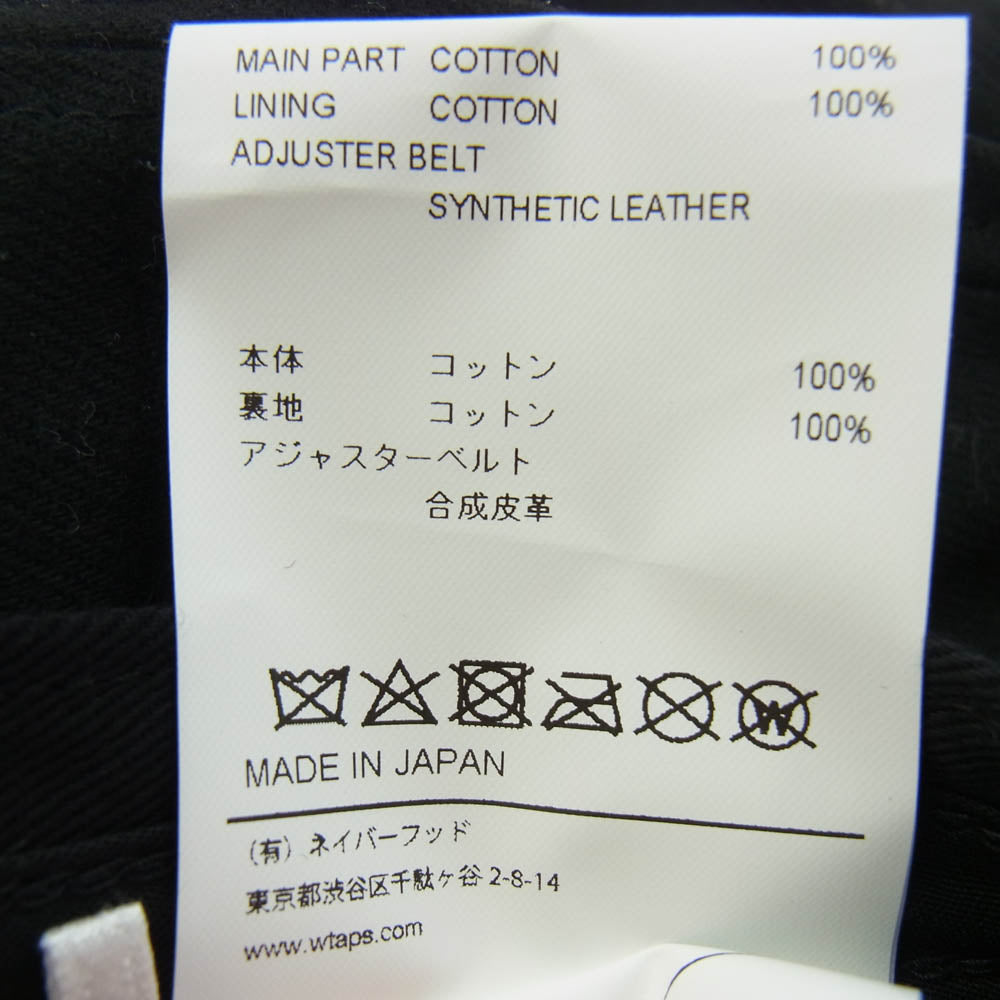 MAIN PART COTTON 100%
LINING COTTON 100%
ADJUSTER BELT
SYNTHETIC LEATHER
本体 コットン 100%
裏地 コットン 100%
アジャスターベルト
合成皮革
W
MADE IN JAPAN
(有) ネイバーフッド
東京都渋谷区千駄ヶ谷 2-8-14
www.wtaps.com